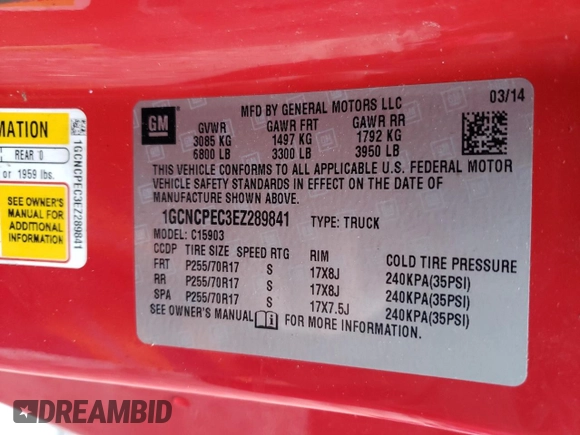 MATION
REAR 0
or 1959 lbs.
SEE OWNER'S
MANUAL FOR
ADDITIONAL
INFORMATION
1GCNCPEC3EZ289841
GM
MFD BY GENERAL MOTORS LLC
03/14
GVWR GAWR FRT GAWR RR
3085 KG 1497 KG 1792 KG
6800 LB 3300 LB 3950 LB
THIS VEHICLE CONFORMS TO ALL APPLICABLE U.S. FEDERAL MOTOR
VEHICLE SAFETY STANDARDS IN EFFECT ON THE DATE OF
MANUFACTURE SHOWN ABOVE.
1GCNCPEC3EZ289841 TYPE: TRUCK
MODEL: C15903
CCDP TIRE SIZE SPEED RTG RIM COLD TIRE PRESSURE
FRT P255/70R17 S 17X8J 240KPA(35PSI)
RR P255/70R17 S 17X8J 240KPA(35PSI)
SPA P255/70R17 S 17X7.5J 240KPA(35PSI)
SEE OWNER'S MANUAL FOR MORE INFORMATION.
DREAMBID